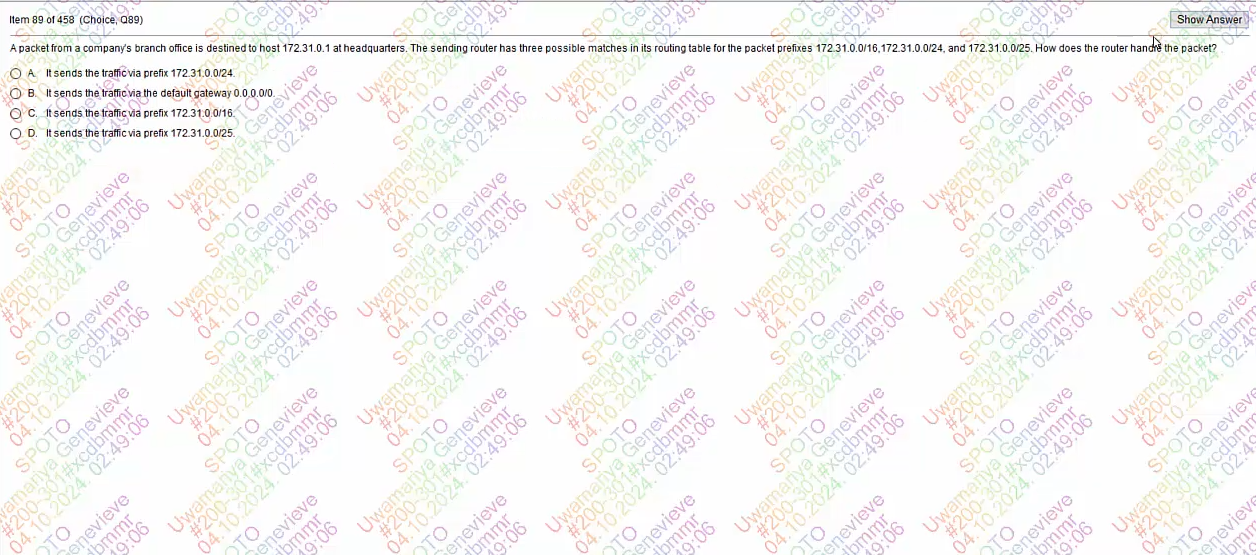 Item 89 of 458 (Choice, Q89)
Show Answer
A packet from a company's branch office is destined to host 172.31.0.1 at headquarters. The sending router has three possible matches in its routing table for the packet prefixes 172.31.0.0/16,172.31.0.0/24, and 172.31.0.0/25. How does the router handle the packet?
A. It sends the traffic via prefix 172.31.0.0/24.
B. It sends the traffic via the default gateway 0.0.0.0/0.
C. It sends the traffic via prefix 172.31.0.0/16.
D. It sends the traffic via prefix 172.31.0.0/25.
SPOTO
Uwamariya Genevieve
#200-301#xcdbmmr
04.10.2024. 02:49:06